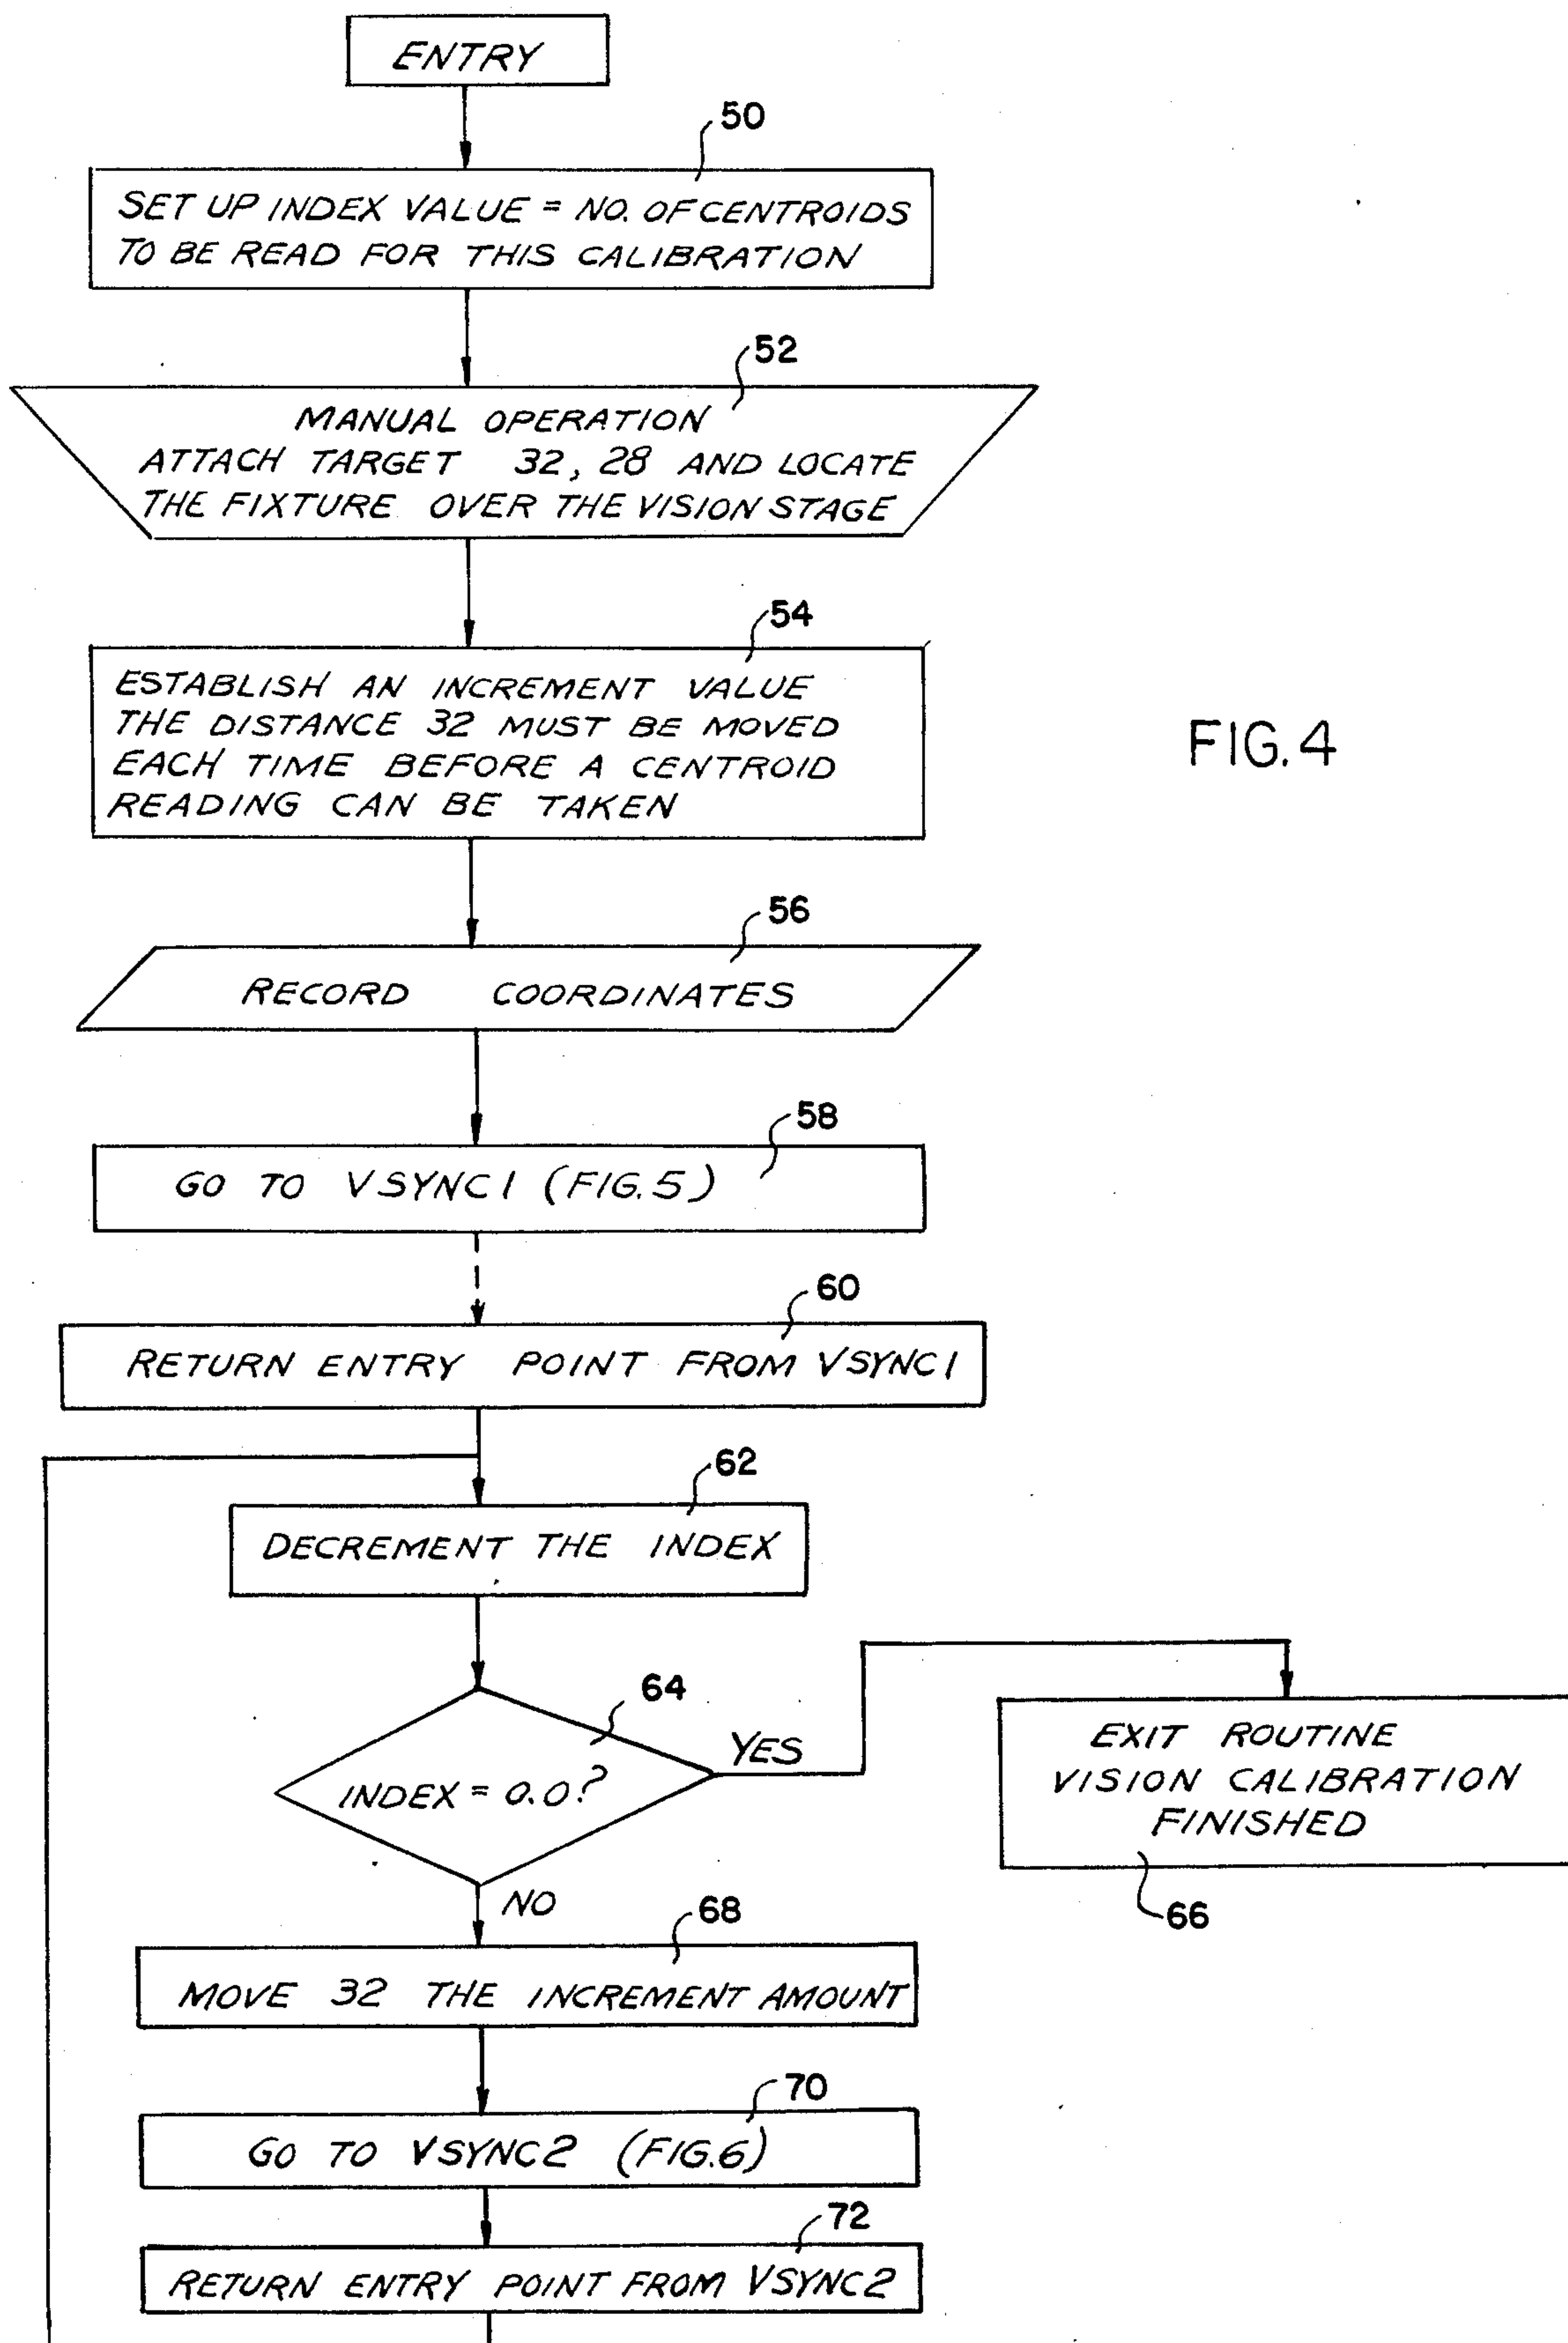 ENTRY
50
SET UP INDEX VALUE = NO. OF CENTROIDS
TO BE READ FOR THIS CALIBRATION
52
MANUAL OPERATION
ATTACH TARGET 32, 28 AND LOCATE
THE FIXTURE OVER THE VISION STAGE
54
ESTABLISH AN INCREMENT VALUE
THE DISTANCE 32 MUST BE MOVED
EACH TIME BEFORE A CENTROID
READING CAN BE TAKEN
FIG. 4
56
RECORD COORDINATES
58
GO TO VSYNC1 (FIG. 5)
60
RETURN ENTRY POINT FROM VSYNC1
62
DECREMENT THE INDEX
64
INDEX = 0.0?
YES
EXIT ROUTINE
VISION CALIBRATION
FINISHED
66
NO
68
MOVE 32 THE INCREMENT AMOUNT
70
GO TO VSYNC2 (FIG.6)
72
RETURN ENTRY POINT FROM VSYNC2